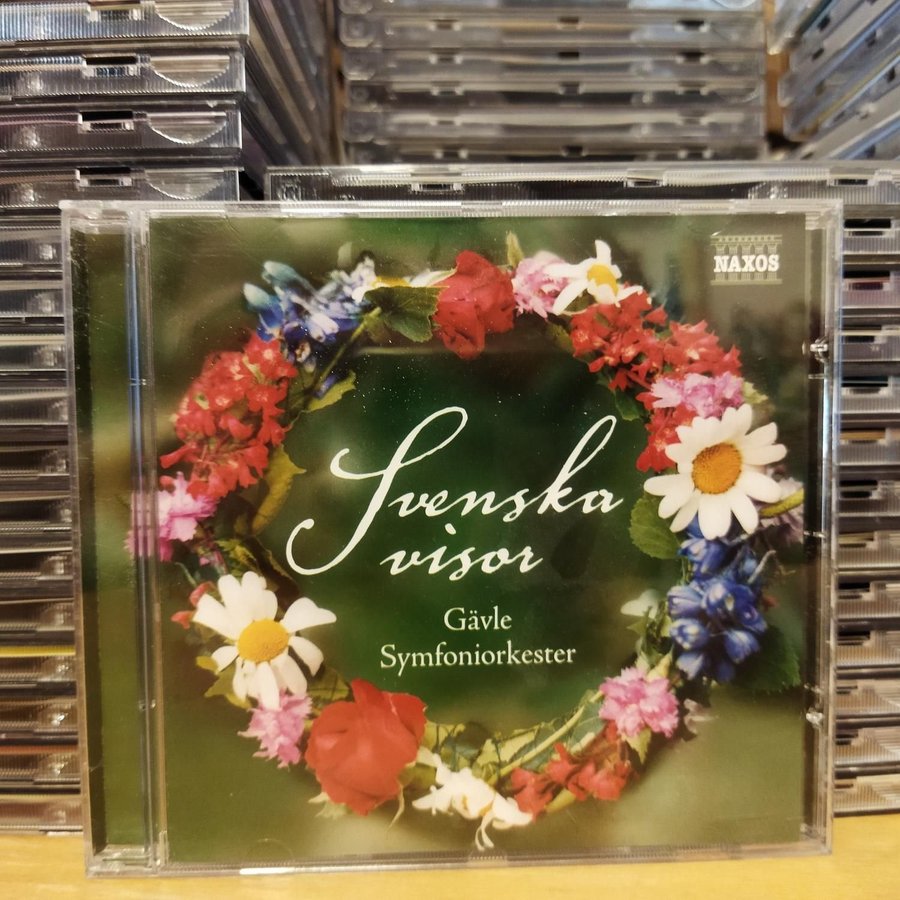 NAXOS
Svenska
visor
Gävle
Symfoniorkester